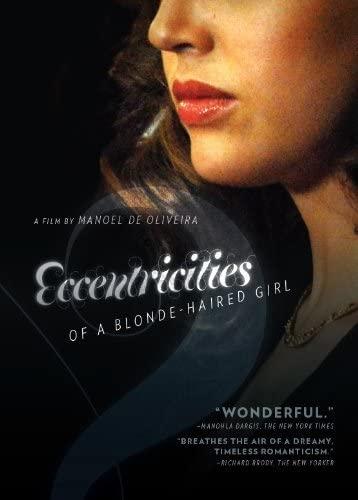 A FILM BY MANOEL DE OLIVEIRA
Eccentricities
OF A BLONDE-HAIRED GIRL
"WONDERFUL."
–MANOHLA DARGIS, THE NEW YORK TIMES
"BREATHES THE AIR OF A DREAMY,
TIMELESS ROMANTICISM."
–RICHARD BRODY, THE NEW YORKER